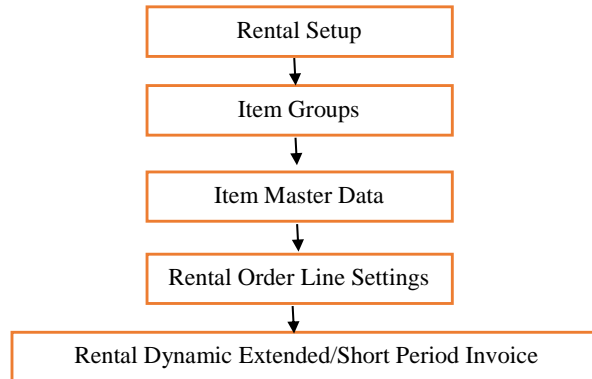 Rental Setup
Item Groups
Item Master Data
Rental Order Line Settings
Rental Dynamic Extended/Short Period Invoice